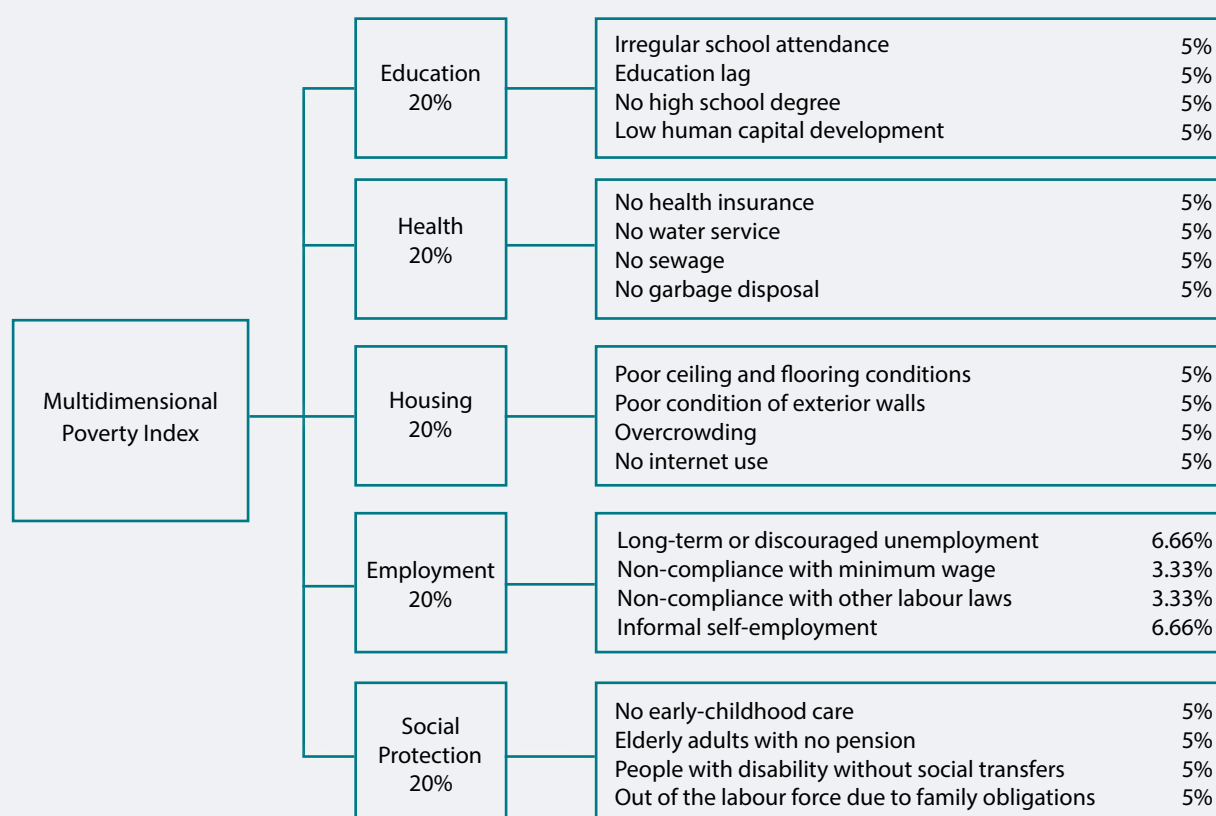 Multidimensional
Poverty Index
Education
20%
Irregular school attendance 5%
Education lag 5%
No high school degree 5%
Low human capital development 5%
Health
20%
No health insurance 5%
No water service 5%
No sewage 5%
No garbage disposal 5%
Housing
20%
Poor ceiling and flooring conditions 5%
Poor condition of exterior walls 5%
Overcrowding 5%
No internet use 5%
Employment
20%
Long-term or discouraged unemployment 6.66%
Non-compliance with minimum wage 3.33%
Non-compliance with other labour laws 3.33%
Informal self-employment 6.66%
Social
Protection
20%
No early-childhood care 5%
Elderly adults with no pension 5%
People with disability without social transfers 5%
Out of the labour force due to family obligations 5%